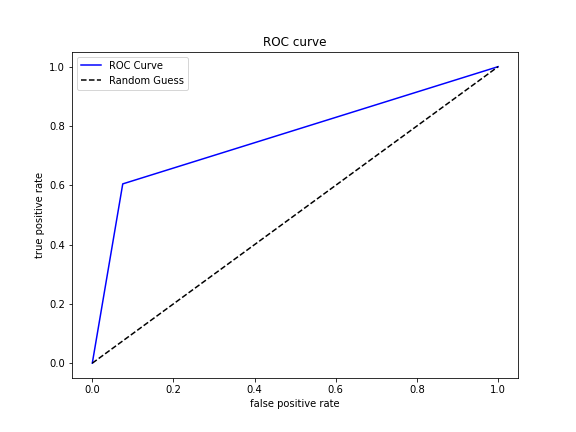 ROC curve
ROC Curve
Random Guess
true positive rate
1.0
0.8
0.6
0.4
0.2
0.0
0.0 0.2 0.4 0.6 0.8 1.0
false positive rate